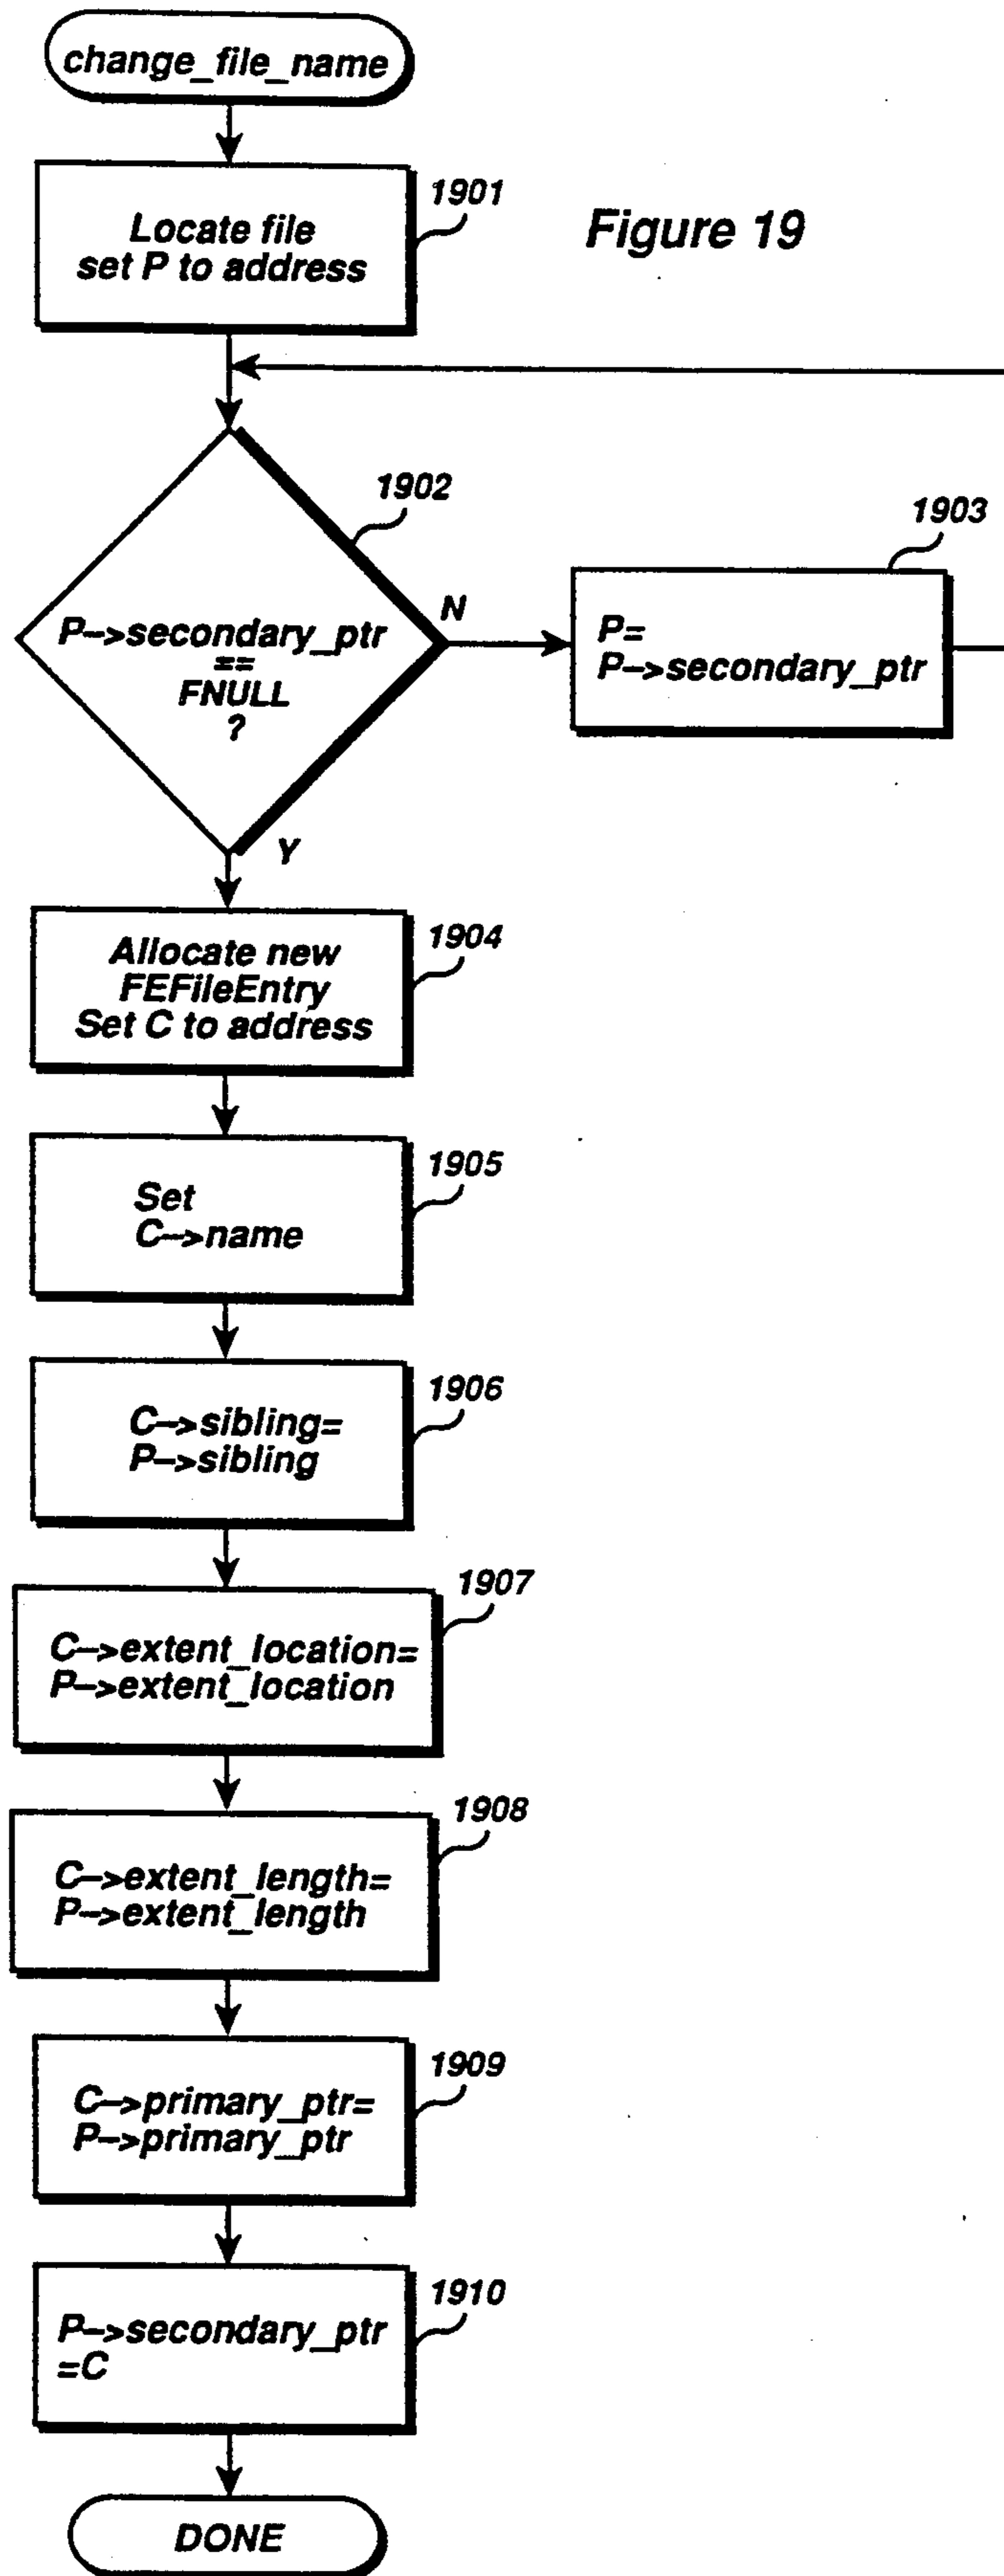 change_file_name
1901
Locate file
set P to address
Figure 19
1902
P->secondary_ptr
==
FNULL
?
N
Y
1903
P=
P->secondary_ptr
1904
Allocate new
FEFileEntry
Set C to address
1905
Set
C->name
1906
C->sibling=
P->sibling
1907
C->extent_location=
P->extent_location
1908
C->extent_length=
P->extent_length
1909
C->primary_ptr=
P->primary_ptr
1910
P->secondary_ptr
=C
DONE